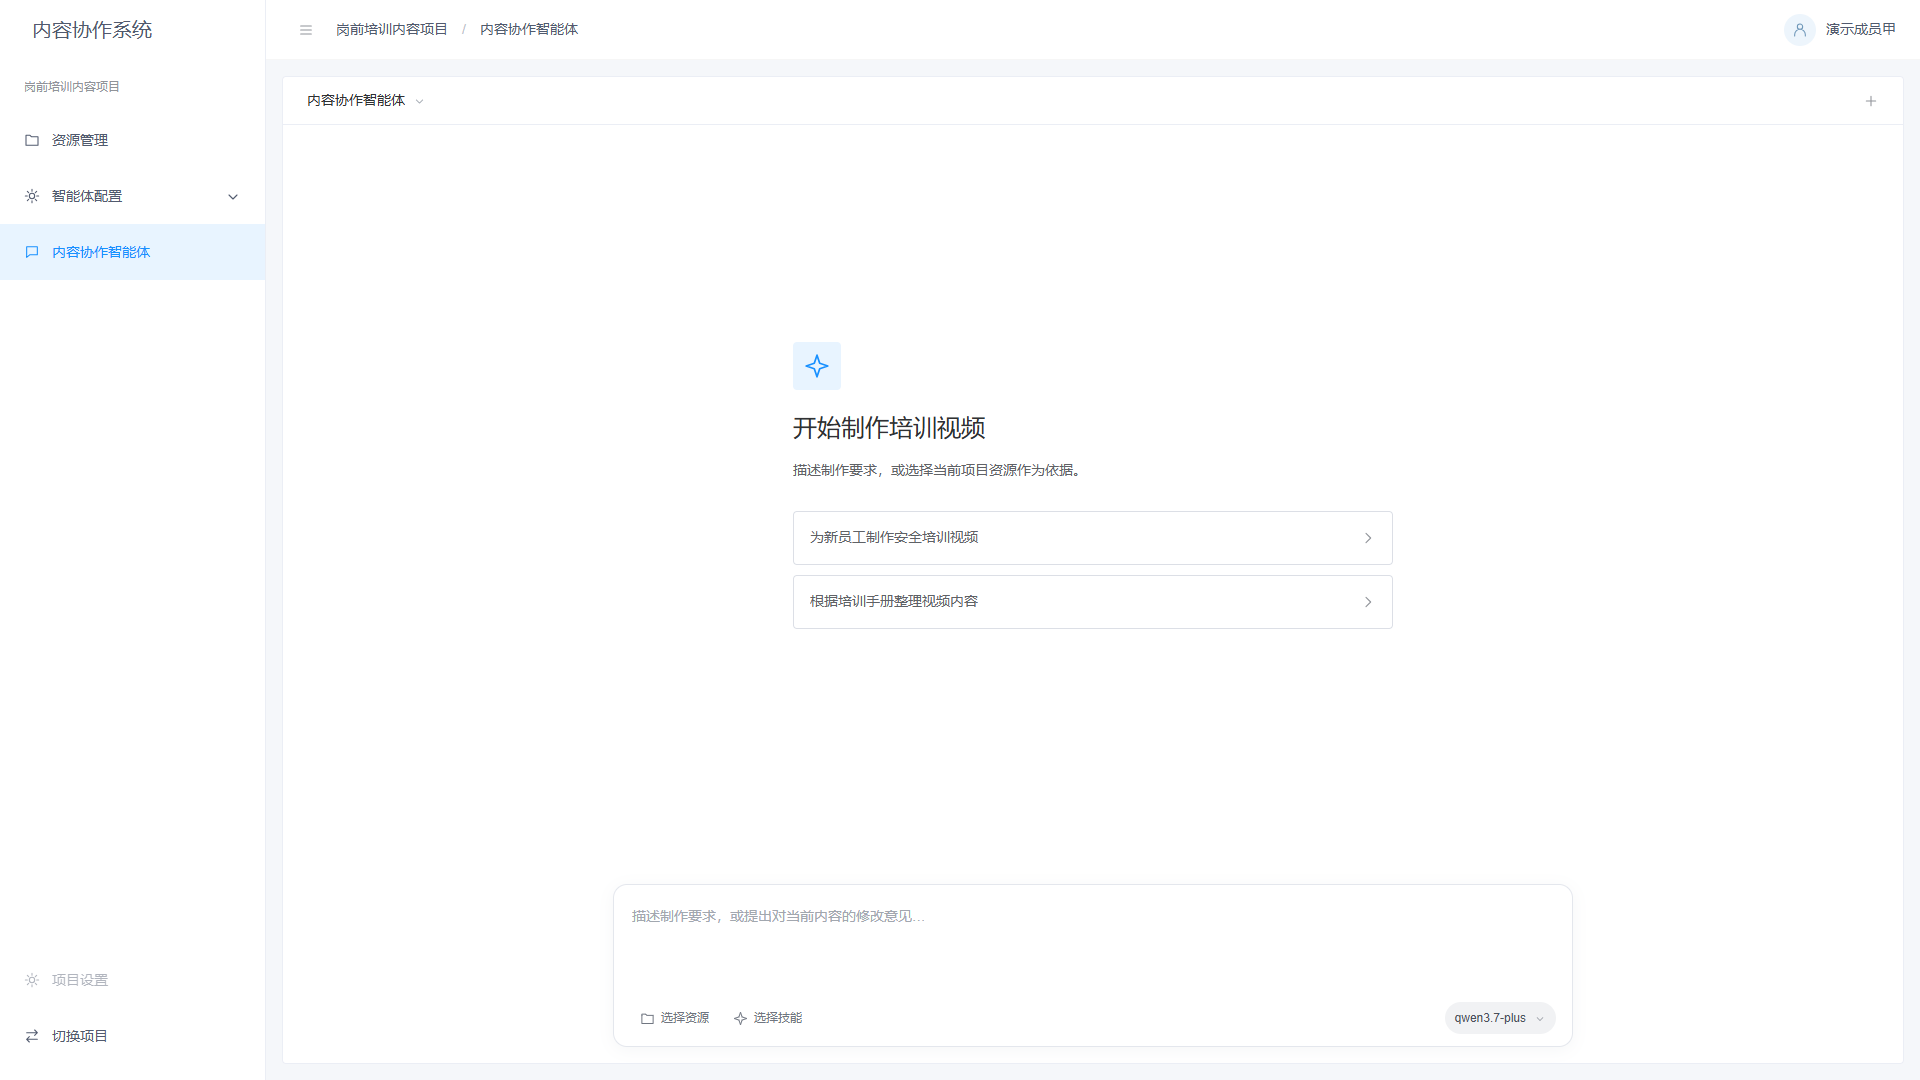 内容协作系统
岗前培训内容项目 / 内容协作智能体
演示成员甲
岗前培训内容项目
资源管理
智能体配置
内容协作智能体
项目设置
切换项目
内容协作智能体
开始制作培训视频
描述制作要求，或选择当前项目资源作为依据。
为新员工制作安全培训视频
根据培训手册整理视频内容
描述制作要求，或提出对当前内容的修改意见...
选择资源 选择技能 qwen3.7-plus